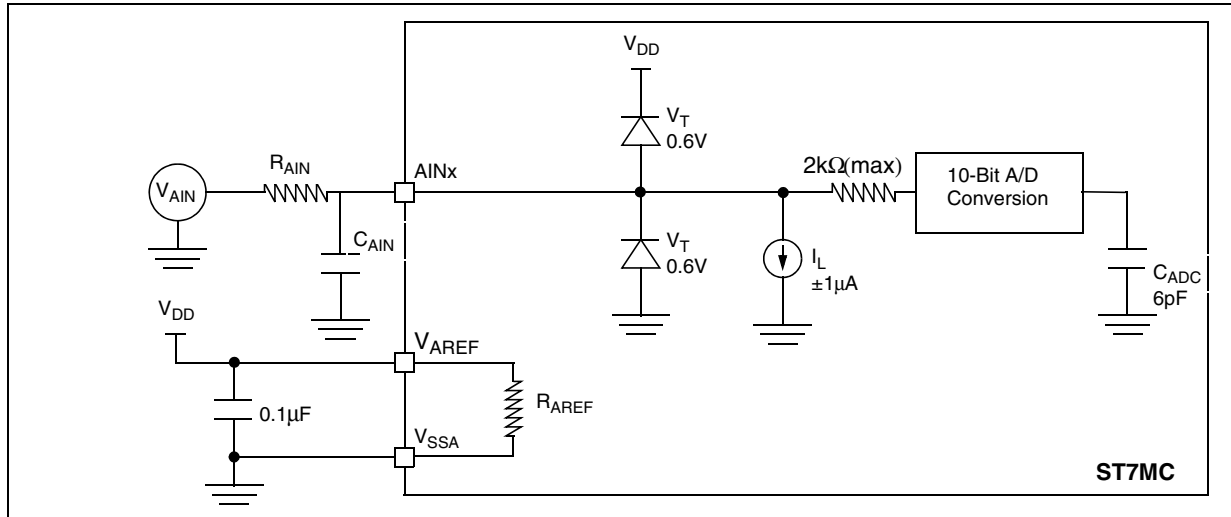 V_DD
V_T
0.6V
R_AIN
AINx
2kΩ(max)
10-Bit A/D
Conversion
V_AIN
C_AIN
V_T
0.6V
I_L
±1µA
C_ADC
6pF
V_DD
V_AREF
0.1µF
R_AREF
V_SSA
ST7MC